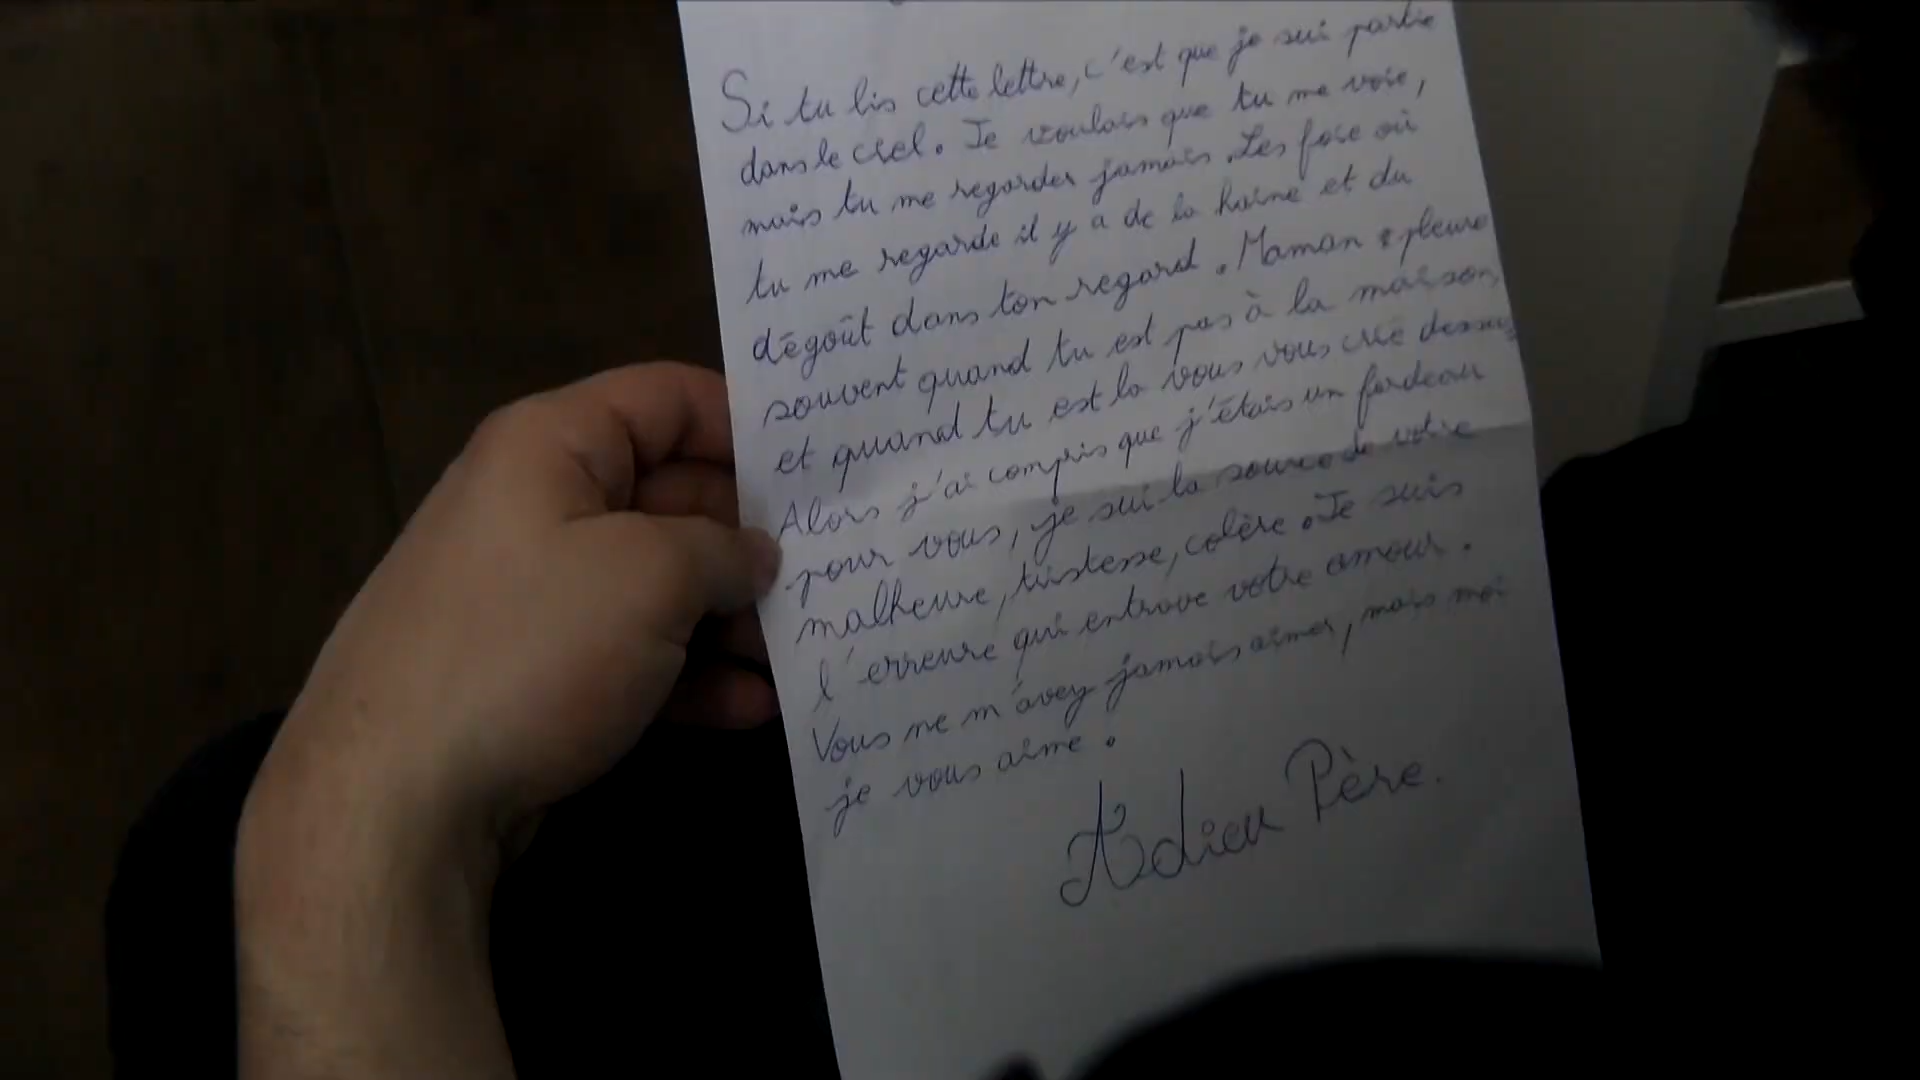 Si tu lis cette lettre, c'est que je sui partie
dans le ciel. Je voulais que tu me voie,
mais tu me regarder jamais. Les fois où
tu me regarde il y a de la haine et du
dégoût dans ton regard. Maman pleure
souvent quand tu est pas à la maison,
et quand tu est la vous vous crie dessus,
Alors j'ai compris que j'étais un fardeau
pour vous, je sui la source de votre
malheure, tristesse, colère. Je suis
l'erreure qui entrave votre amour.
Vous ne m'avez jamais aimer, mais moi
je vous aime.
Adieu Père.